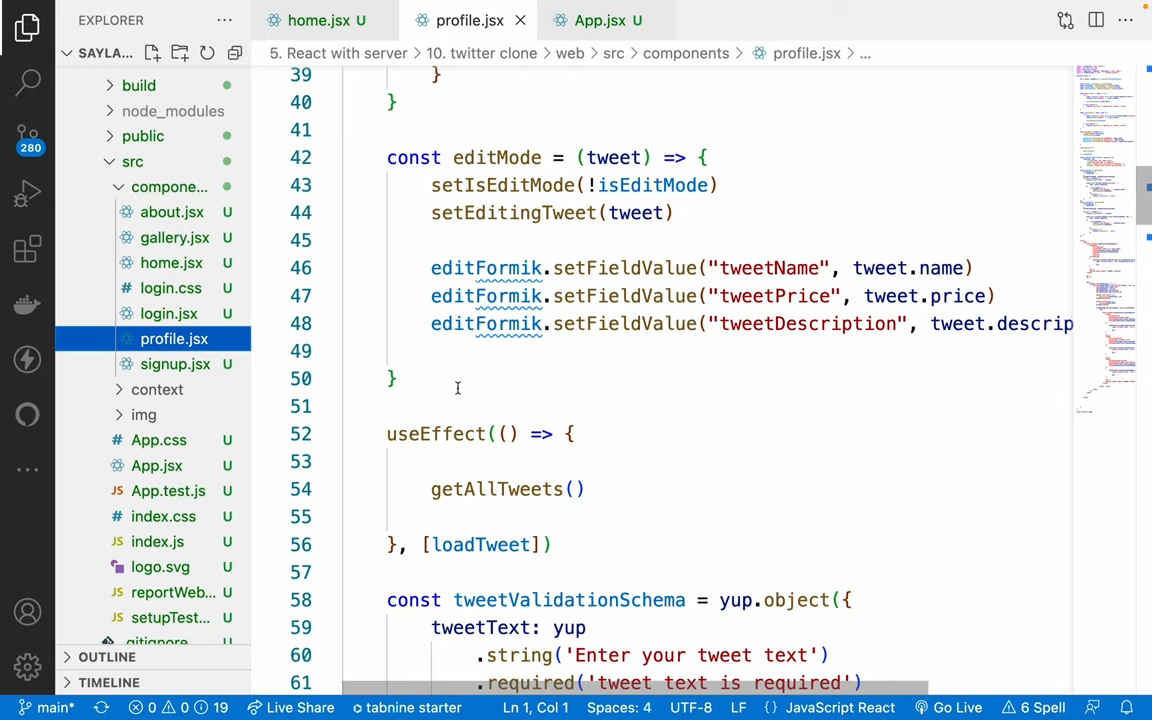 EXPLORER
home.jsx U
profile.jsx
App.jsx U
SAYLA...
5. React with server > 10. twitter clone > web > src > components > profile.jsx > ...
build
node_modules
public
src
compone...
about.jsx U
gallery.jsx U
home.jsx U
login.css U
login.jsx U
profile.jsx
signup.jsx U
context
img
App.css U
App.jsx U
App.test.js U
index.css U
index.js U
logo.svg U
reportWeb... U
setupTest... U
.gitignore U
OUTLINE
TIMELINE
280
39 }
40 }
41
42 const editMode = (tweet) => {
43 setIsEditMode(!isEditMode)
44 setEditingTweet(tweet)
45
46 editFormik.setFieldValue("tweetName", tweet.name)
47 editFormik.setFieldValue("tweetPrice", tweet.price)
48 editFormik.setFieldValue("tweetDescription", tweet.descrip
49
50 }
51
52 useEffect(() => {
53
54 getAllTweets()
55
56 }, [loadTweet])
57
58 const tweetValidationSchema = yup.object({
59 tweetText: yup
60 .string('Enter your tweet text')
61 .required('tweet text is required')
main* 0 0 19 Live Share tabnine starter Ln 1, Col 1 Spaces: 4 UTF-8 LF {} JavaScript React Go Live 6 Spell